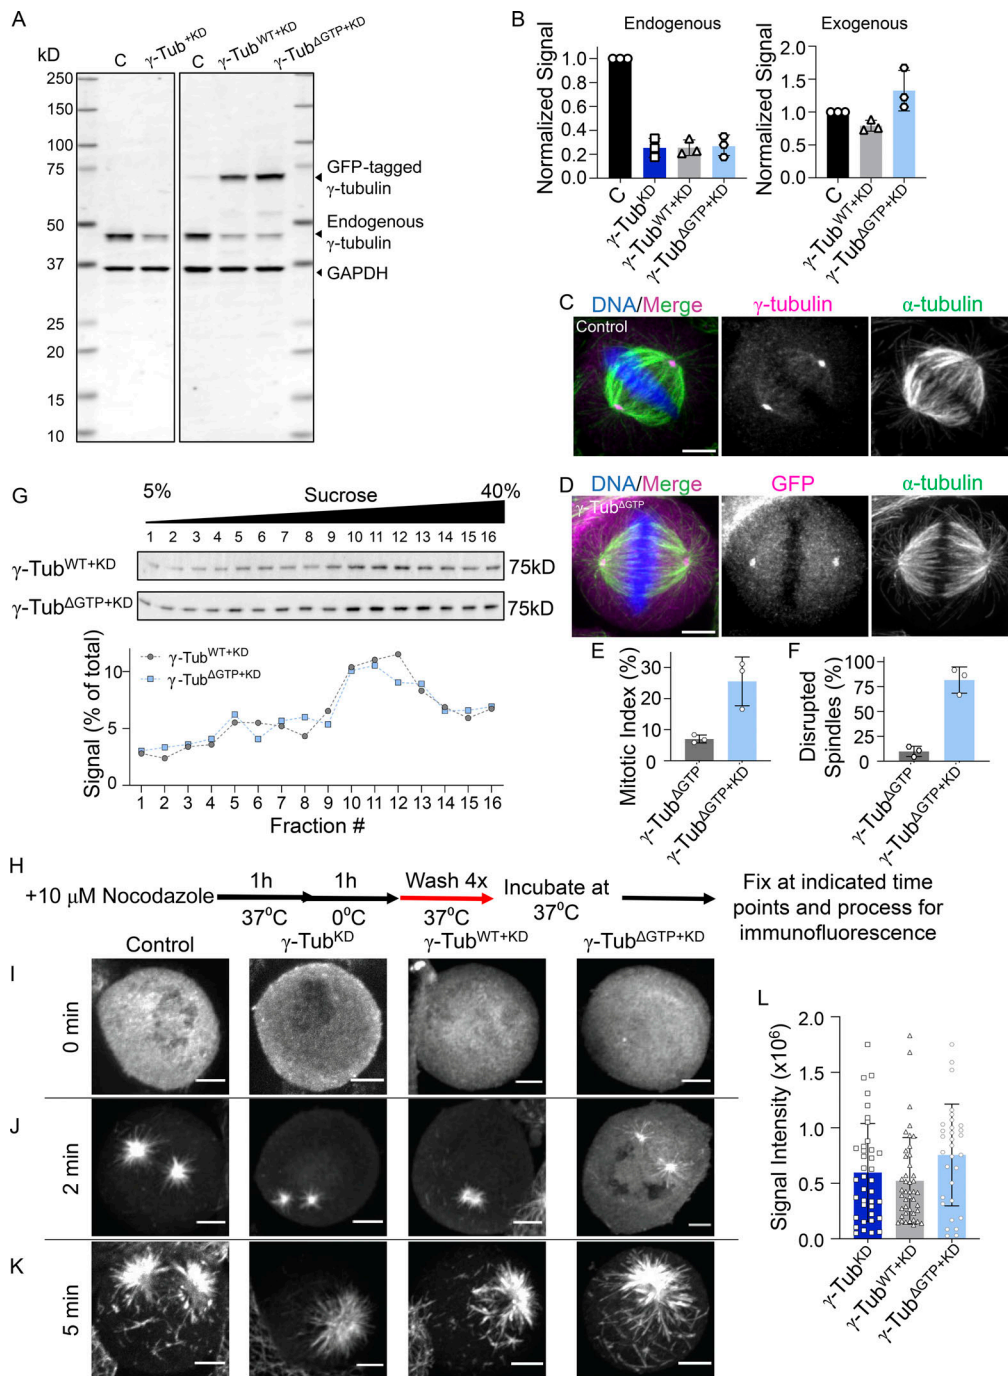 A
kD
C
γ-Tub+KD
C
γ-TubWT+KD
γ-TubΔGTP+KD
250
150
100
75
50
37
25
20
15
10
GFP-tagged
γ-tubulin
Endogenous
γ-tubulin
GAPDH
B
Endogenous
Normalized Signal
1.0
0.8
0.6
0.4
0.2
0.0
C
γ-TubKD
γ-TubWT+KD
γ-TubΔGTP+KD
Exogenous
Normalized Signal
2.0
1.5
1.0
0.5
0.0
C
γ-TubWT+KD
γ-TubΔGTP+KD
C
DNA/Merge
γ-tubulin
α-tubulin
Control
D
DNA/Merge
GFP
α-tubulin
γ-TubΔGTP
E
Mitotic Index (%)
30
20
10
0
γ-TubΔGTP
γ-TubΔGTP+KD
F
Disrupted
Spindles (%)
100
75
50
25
0
γ-TubΔGTP
γ-TubΔGTP+KD
G
5%
Sucrose
40%
1 2 3 4 5 6 7 8 9 10 11 12 13 14 15 16
γ-TubWT+KD
75kD
γ-TubΔGTP+KD
75kD
Signal (% of total)
10
5
0
γ-TubWT+KD
γ-TubΔGTP+KD
1 2 3 4 5 6 7 8 9 10 11 12 13 14 15 16
Fraction #
H
+10 μM Nocodazole
1h
37⁰C
1h
0⁰C
Wash 4x
37⁰C
Incubate at
37⁰C
Fix at indicated time
points and process for
immunofluorescence
Control
γ-TubKD
γ-TubWT+KD
γ-TubΔGTP+KD
I
0 min
J
2 min
K
5 min
L
Signal Intensity (x10⁶)
2.0
1.5
1.0
0.5
0.0
γ-TubKD
γ-TubWT+KD
γ-TubΔGTP+KD